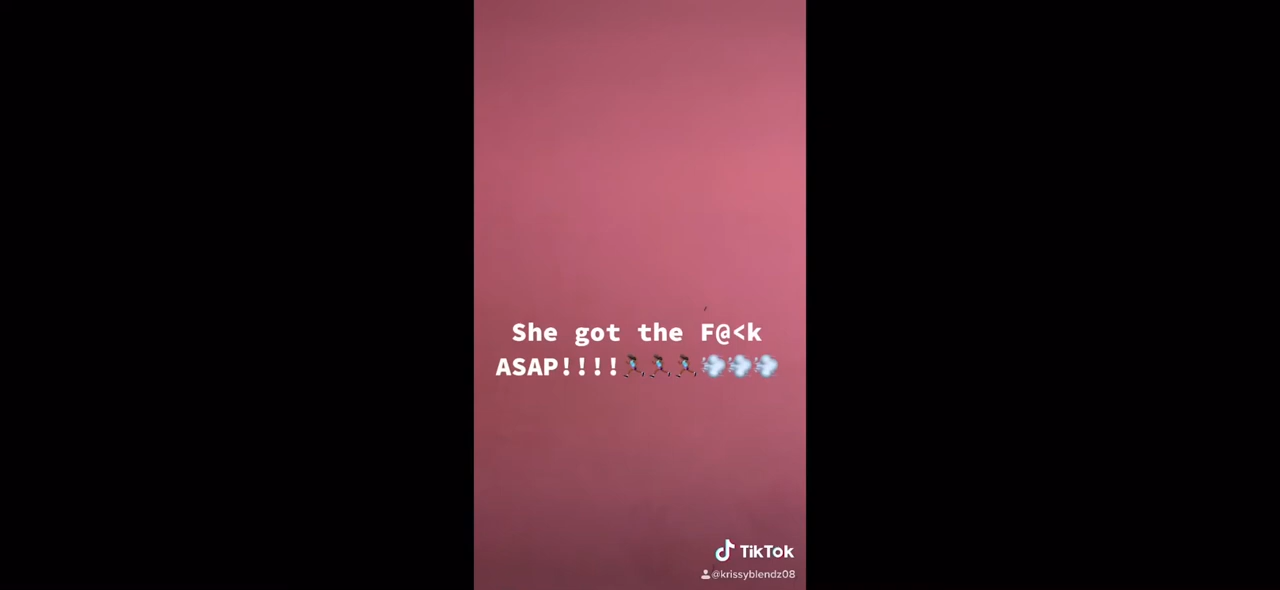 She got the F@<k
ASAP!!!!🏃🏾‍♀️🏃🏾‍♀️🏃🏾‍♀️💨💨💨
TikTok
@krissyblendz08